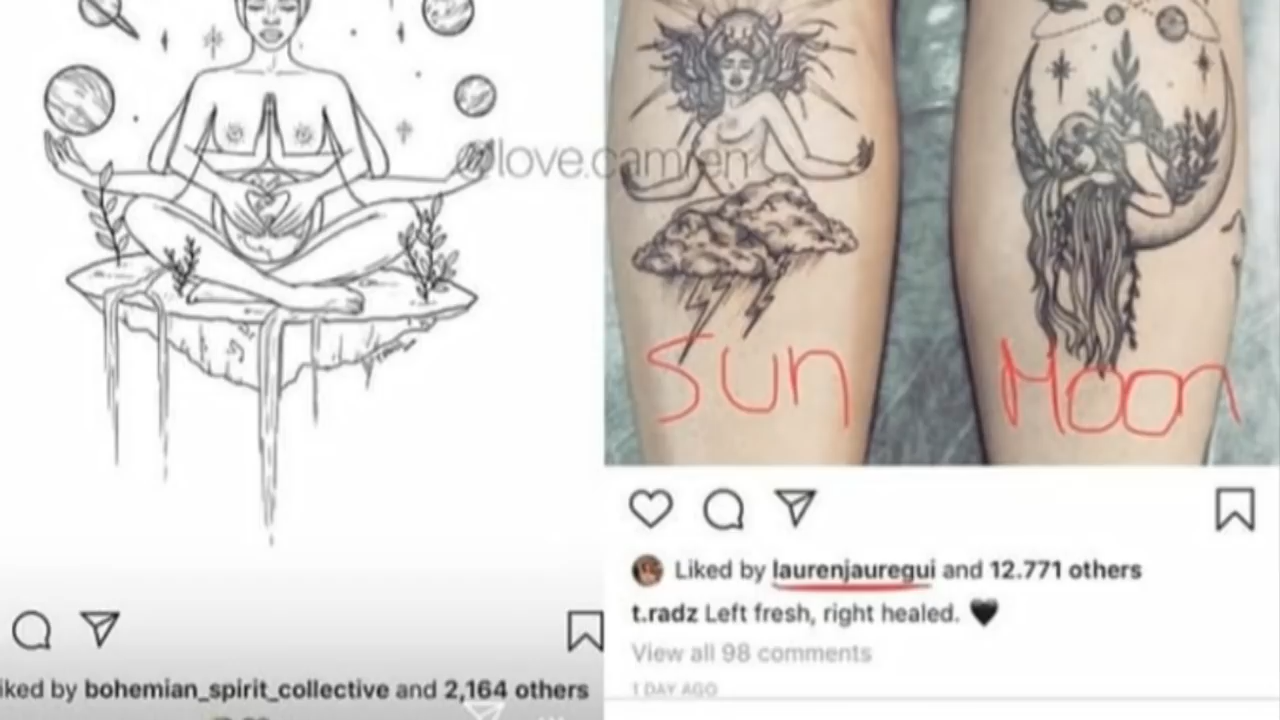 @love.camren
Sun Moon
Liked by laurenjauregui and 12.771 others
t.radz Left fresh, right healed. 🖤
View all 98 comments
1 DAY AGO
iked by bohemian_spirit_collective and 2,164 others